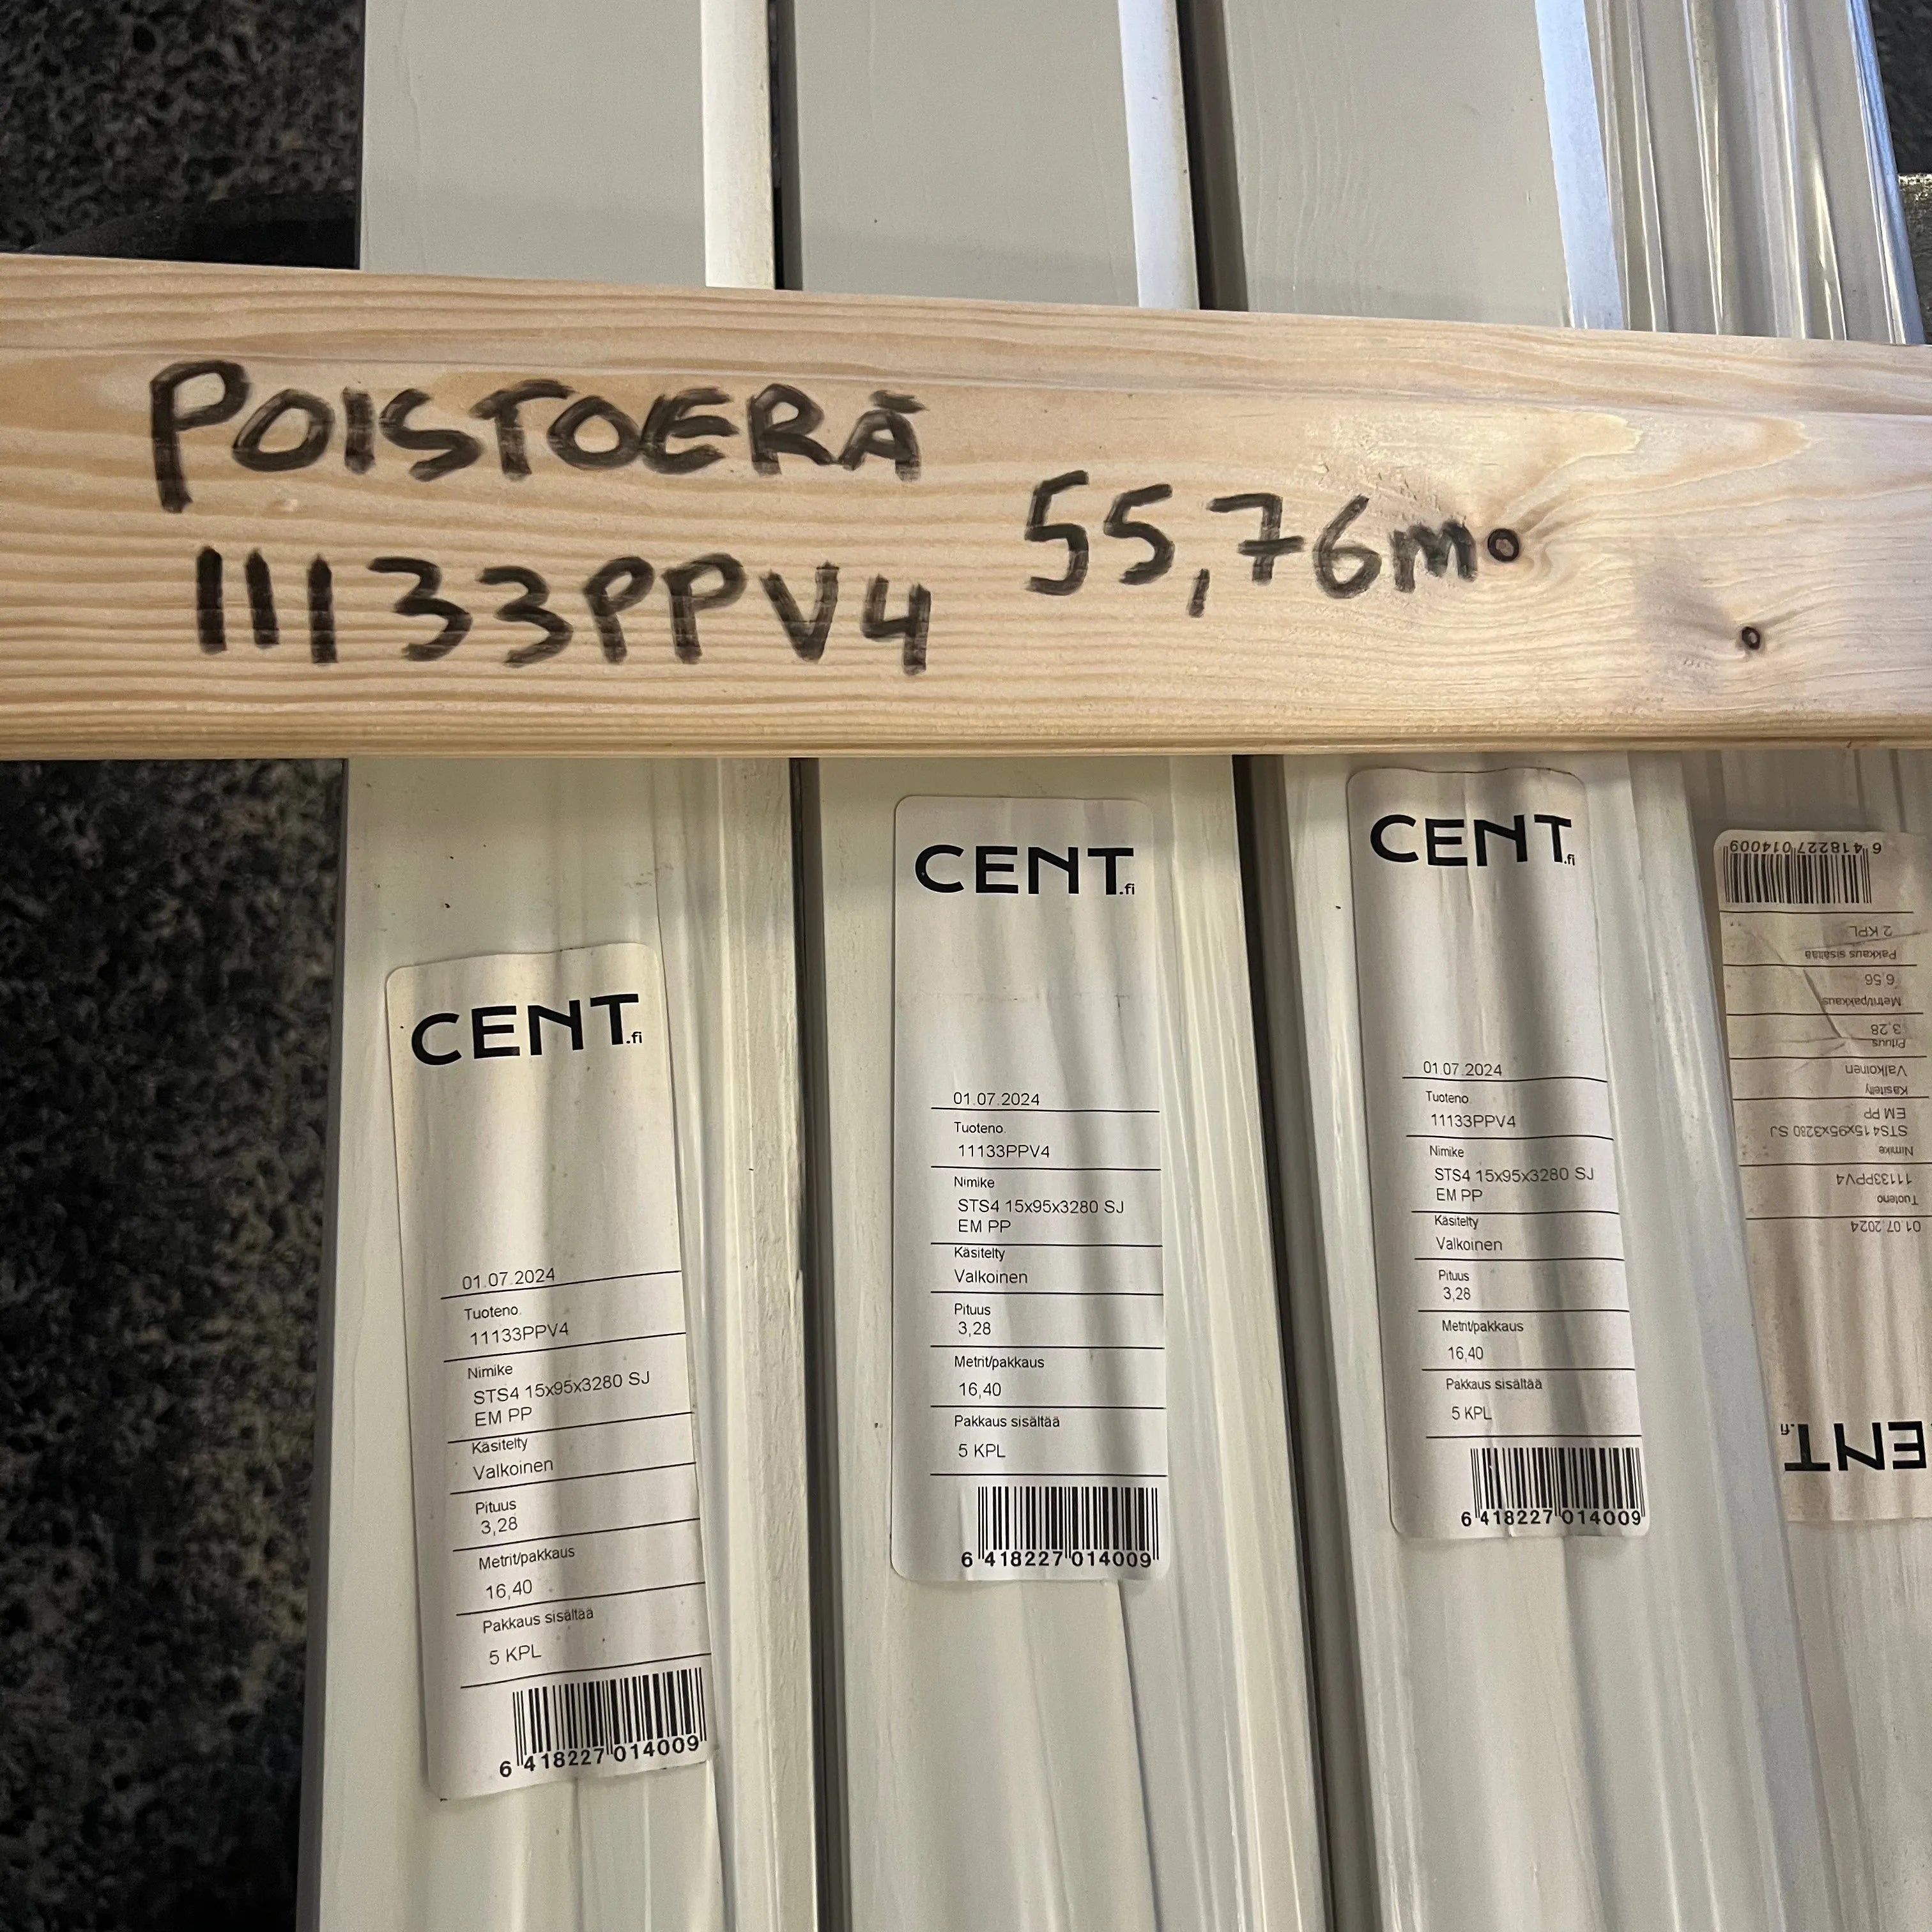 POISTOERÄ
11133PPV4
55,76m
CENT.fi
01.07.2024
Tuoteno.
11133PPV4
Nimike
STS4 15x95x3280 SJ
EM PP
Käsitelty
Valkoinen
Pituus
3,28
Metrit/pakkaus
16,40
Pakkaus sisältää
5 KPL
6 418227 014009
CENT.fi
01.07.2024
Tuoteno.
11133PPV4
Nimike
STS4 15x95x3280 SJ
EM PP
Käsitelty
Valkoinen
Pituus
3,28
Metrit/pakkaus
16,40
Pakkaus sisältää
5 KPL
6 418227 014009
CENT.fi
01.07.2024
Tuoteno.
11133PPV4
Nimike
STS4 15x95x3280 SJ
EM PP
Käsitelty
Valkoinen
Pituus
3,28
Metrit/pakkaus
16,40
Pakkaus sisältää
5 KPL
6 418227 014009
ENT.fi
01.07.2024
Tuoteno
11133PPV4
Nimike
STS4 15x95x3280 SJ
EM PP
Käsitelty
Valkoinen
Pituus
3,28
Metrit/pakkaus
6,56
Pakkaus sisältää
2 KPL
6 418227 014009